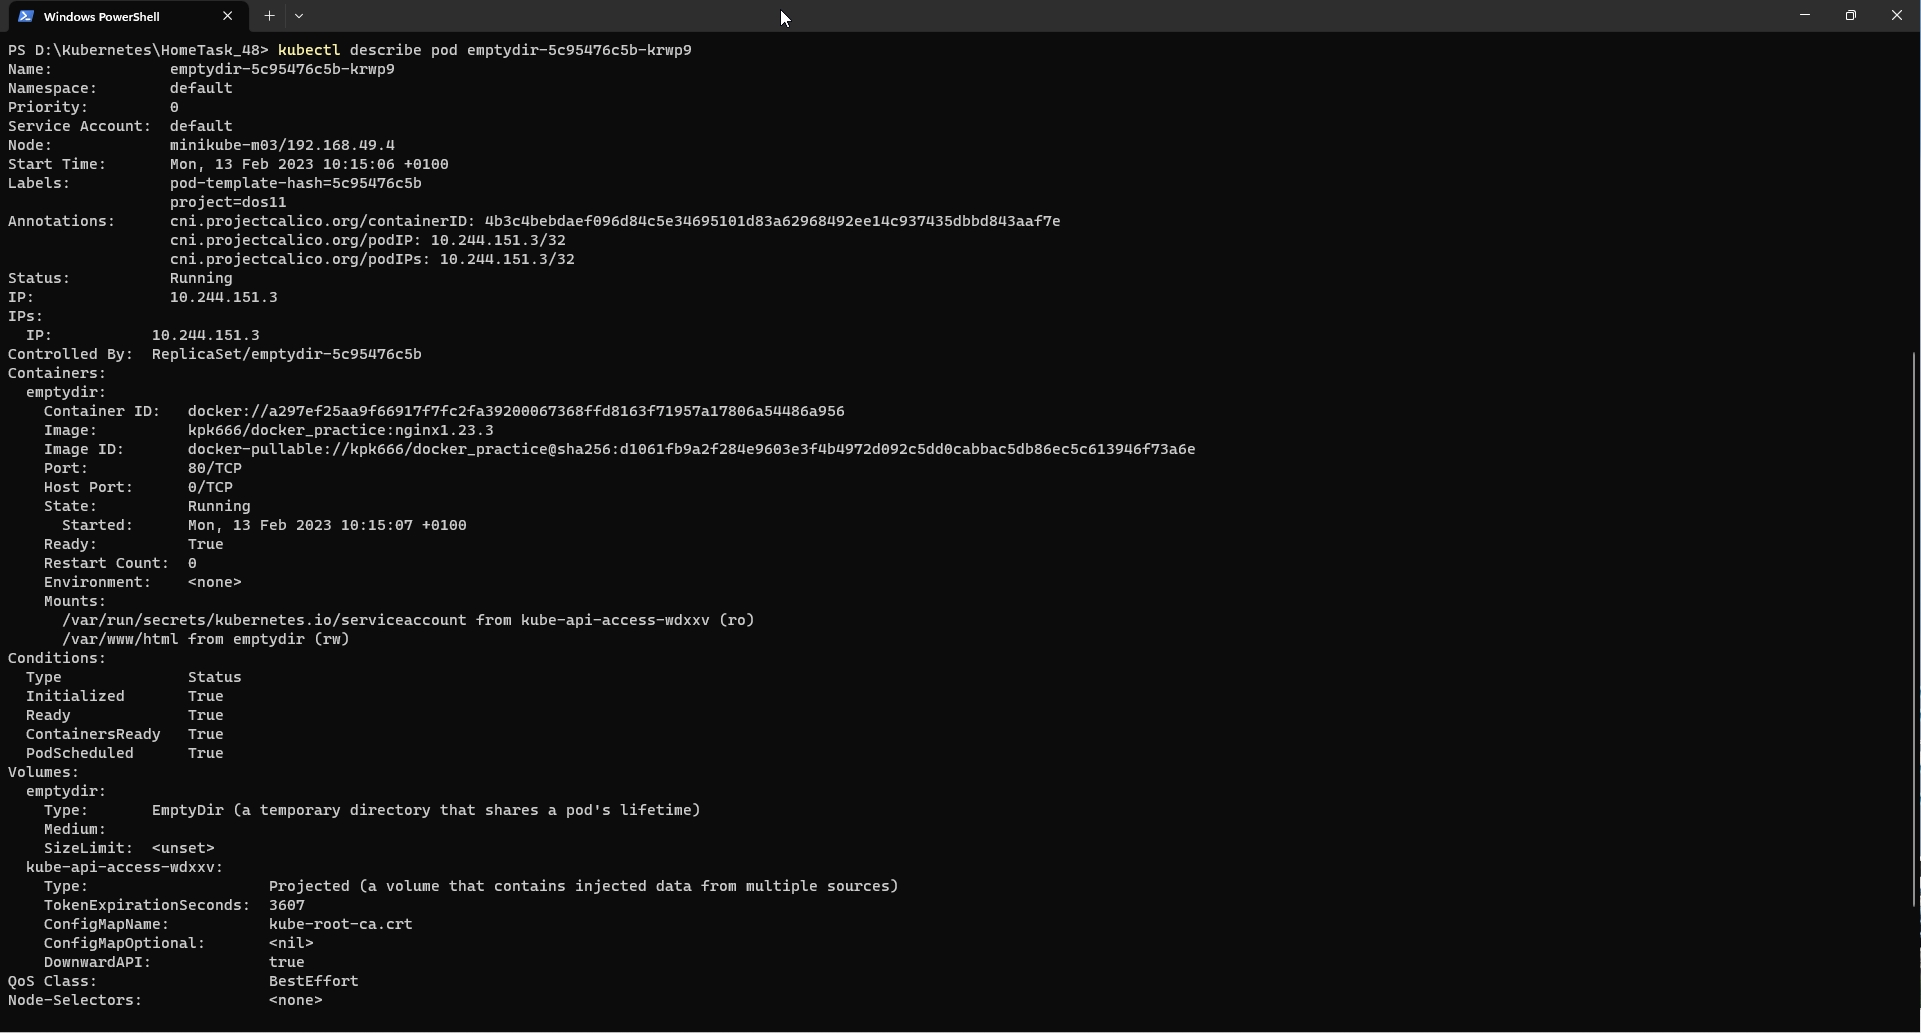 Windows PowerShell
PS D:\Kubernetes\HomeTask_48> kubectl describe pod emptydir-5c95476c5b-krwp9
Name:             emptydir-5c95476c5b-krwp9
Namespace:        default
Priority:         0
Service Account:  default
Node:             minikube-m03/192.168.49.4
Start Time:       Mon, 13 Feb 2023 10:15:06 +0100
Labels:           pod-template-hash=5c95476c5b
                  project=dos11
Annotations:      cni.projectcalico.org/containerID: 4b3c4bebdaef096d84c5e34695101d83a62968492ee14c937435dbbd843aaf7e
                  cni.projectcalico.org/podIP: 10.244.151.3/32
                  cni.projectcalico.org/podIPs: 10.244.151.3/32
Status:           Running
IP:               10.244.151.3
IPs:
  IP:           10.244.151.3
Controlled By:  ReplicaSet/emptydir-5c95476c5b
Containers:
  emptydir:
    Container ID:   docker://a297ef25aa9f66917f7fc2fa39200067368ffd8163f71957a17806a54486a956
    Image:          kpk666/docker_practice:nginx1.23.3
    Image ID:       docker-pullable://kpk666/docker_practice@sha256:d1061fb9a2f284e9603e3f4b4972d092c5dd0cabbac5db86ec5c613946f73a6e
    Port:           80/TCP
    Host Port:      0/TCP
    State:          Running
      Started:      Mon, 13 Feb 2023 10:15:07 +0100
    Ready:          True
    Restart Count:  0
    Environment:    <none>
    Mounts:
      /var/run/secrets/kubernetes.io/serviceaccount from kube-api-access-wdxxv (ro)
      /var/www/html from emptydir (rw)
Conditions:
  Type              Status
  Initialized       True
  Ready             True
  ContainersReady   True
  PodScheduled      True
Volumes:
  emptydir:
    Type:       EmptyDir (a temporary directory that shares a pod's lifetime)
    Medium:
    SizeLimit:  <unset>
  kube-api-access-wdxxv:
    Type:                    Projected (a volume that contains injected data from multiple sources)
    TokenExpirationSeconds:  3607
    ConfigMapName:           kube-root-ca.crt
    ConfigMapOptional:       <nil>
    DownwardAPI:             true
QoS Class:                   BestEffort
Node-Selectors:              <none>